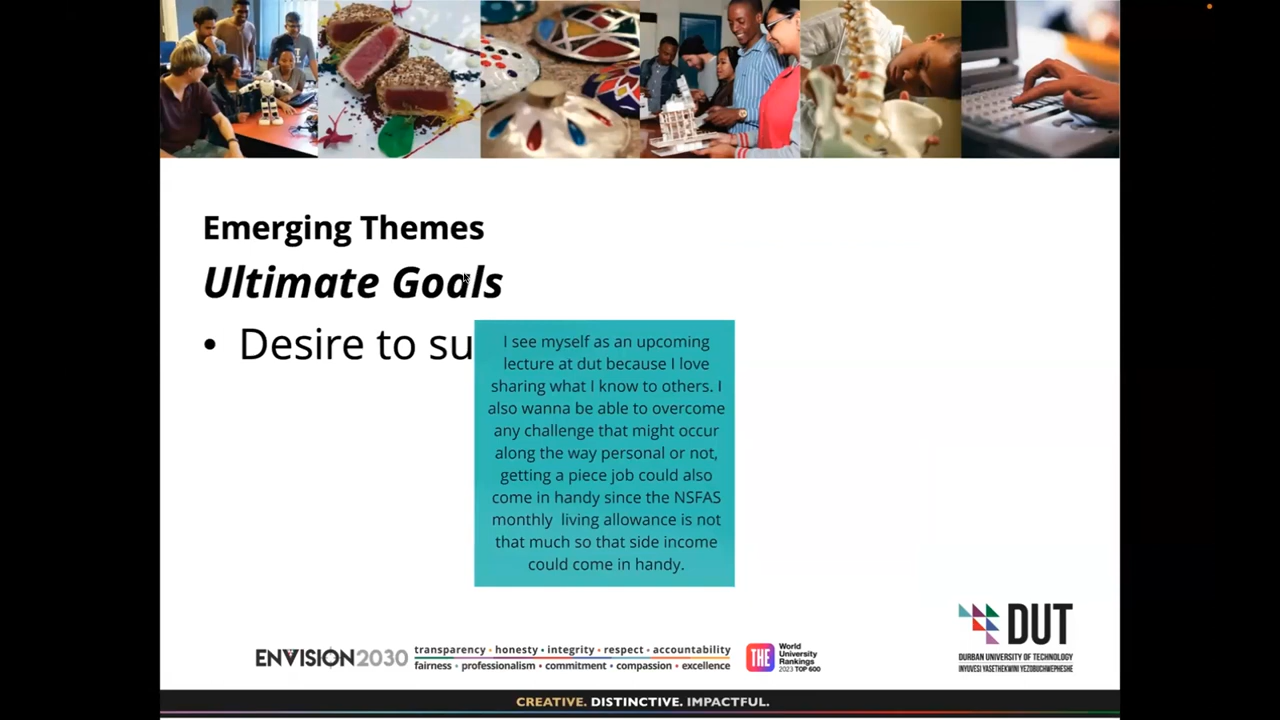 Emerging Themes
Ultimate Goals
• Desire to su
I see myself as an upcoming
lecture at dut because I love
sharing what I know to others. I
also wanna be able to overcome
any challenge that might occur
along the way personal or not,
getting a piece job could also
come in handy since the NSFAS
monthly living allowance is not
that much so that side income
could come in handy.
ENVISION2030
transparency • honesty • integrity • respect • accountability
fairness • professionalism • commitment • compassion • excellence
THE
World
University
Rankings
2023 TOP 600
DUT
DURBAN UNIVERSITY OF TECHNOLOGY
INYUVESI YASETHEKWINI YEZOBUCHWEPHESHE
CREATIVE. DISTINCTIVE. IMPACTFUL.